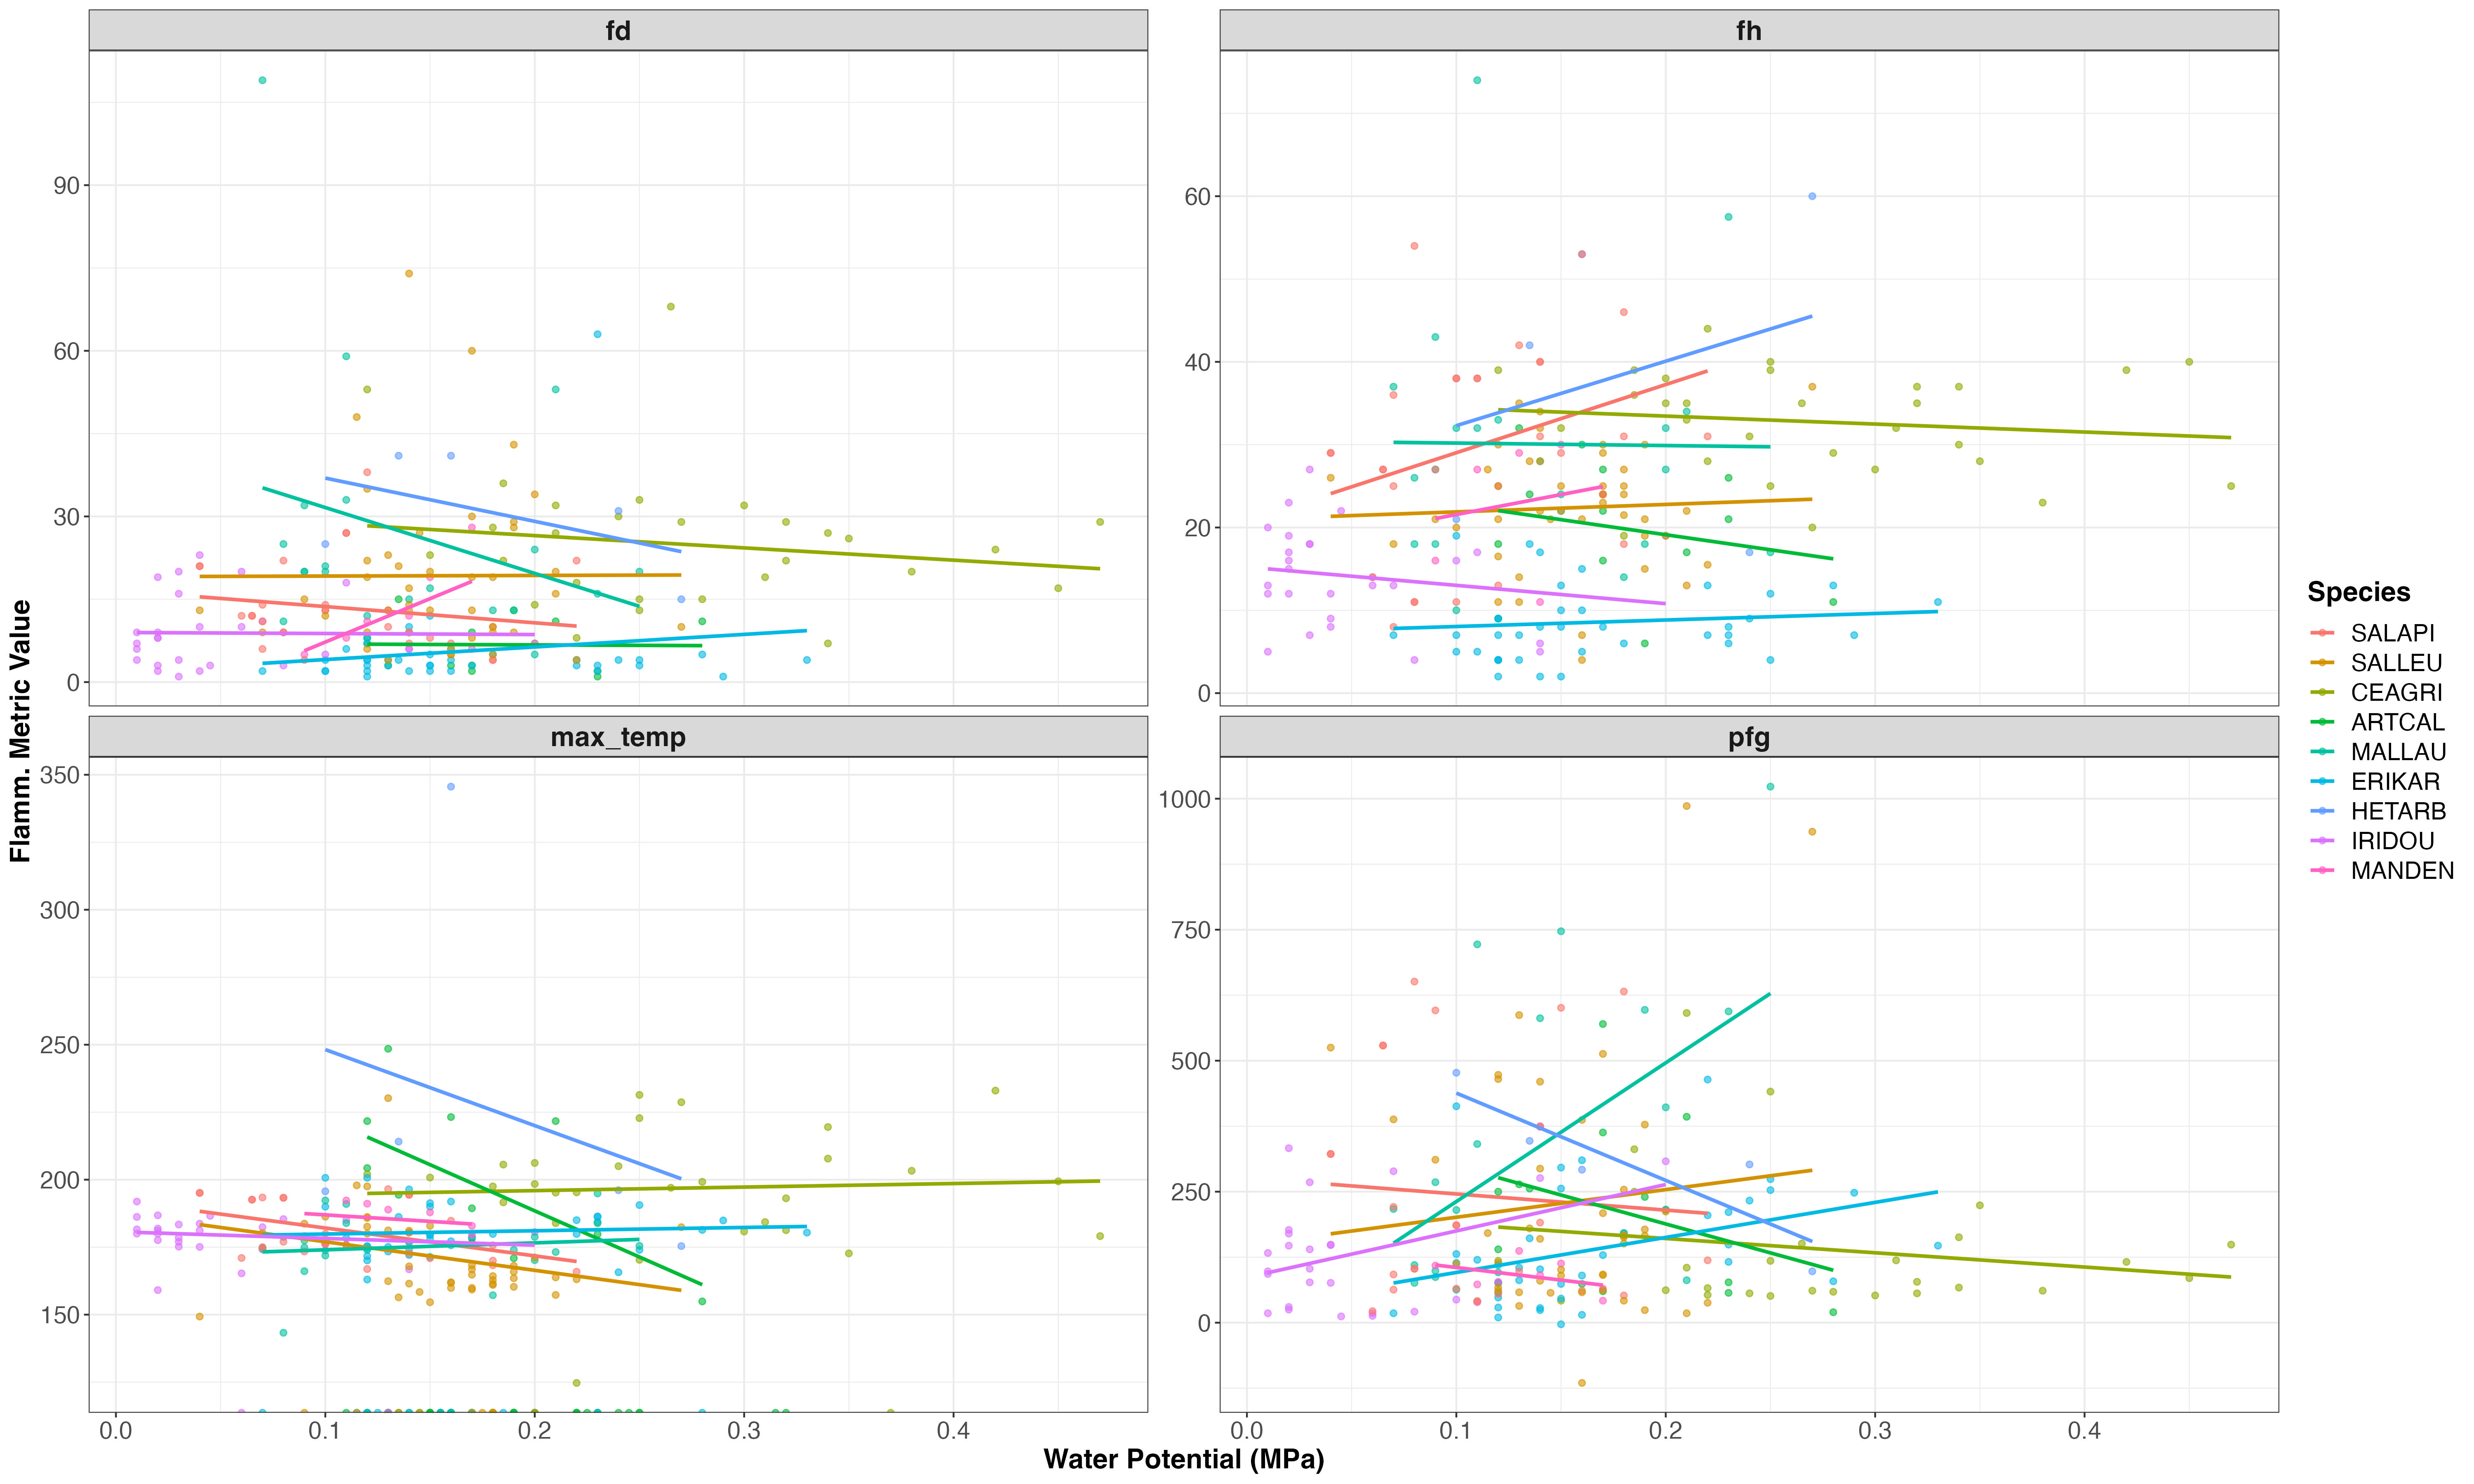 fd
fh
90
60
30
0
60
40
20
0
Flamm. Metric Value
max_temp
pfg
350
300
250
200
150
1000
750
500
250
0
0.0 0.1 0.2 0.3 0.4
0.0 0.1 0.2 0.3 0.4
Water Potential (MPa)
Species
SALAPI
SALLEU
CEAGRI
ARTCAL
MALLAU
ERIKAR
HETARB
IRIDOU
MANDEN